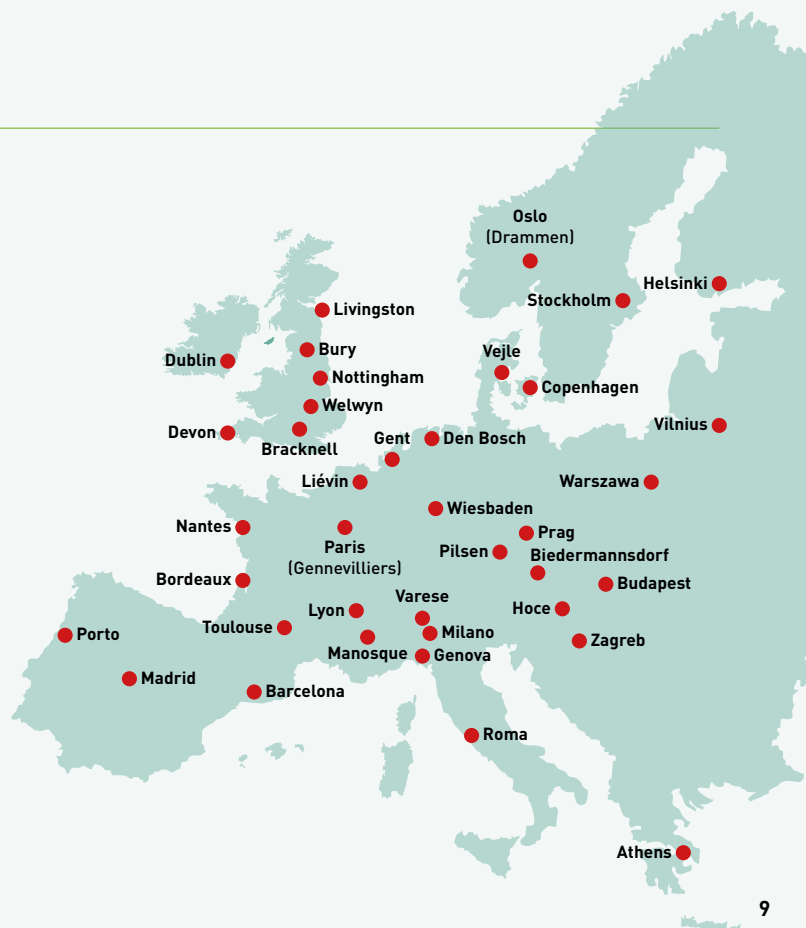 Oslo
(Drammen)
Helsinki
Stockholm
Livingston
Bury
Vejle
Dublin
Nottingham
Copenhagen
Welwyn
Vilnius
Devon
Gent
Den Bosch
Bracknell
Liévin
Warszawa
Wiesbaden
Nantes
Prag
Paris
(Gennevilliers)
Pilsen
Biedermannsdorf
Bordeaux
Budapest
Varese
Lyon
Hoce
Toulouse
Porto
Milano
Zagreb
Manosque
Genova
Madrid
Barcelona
Roma
Athens
9